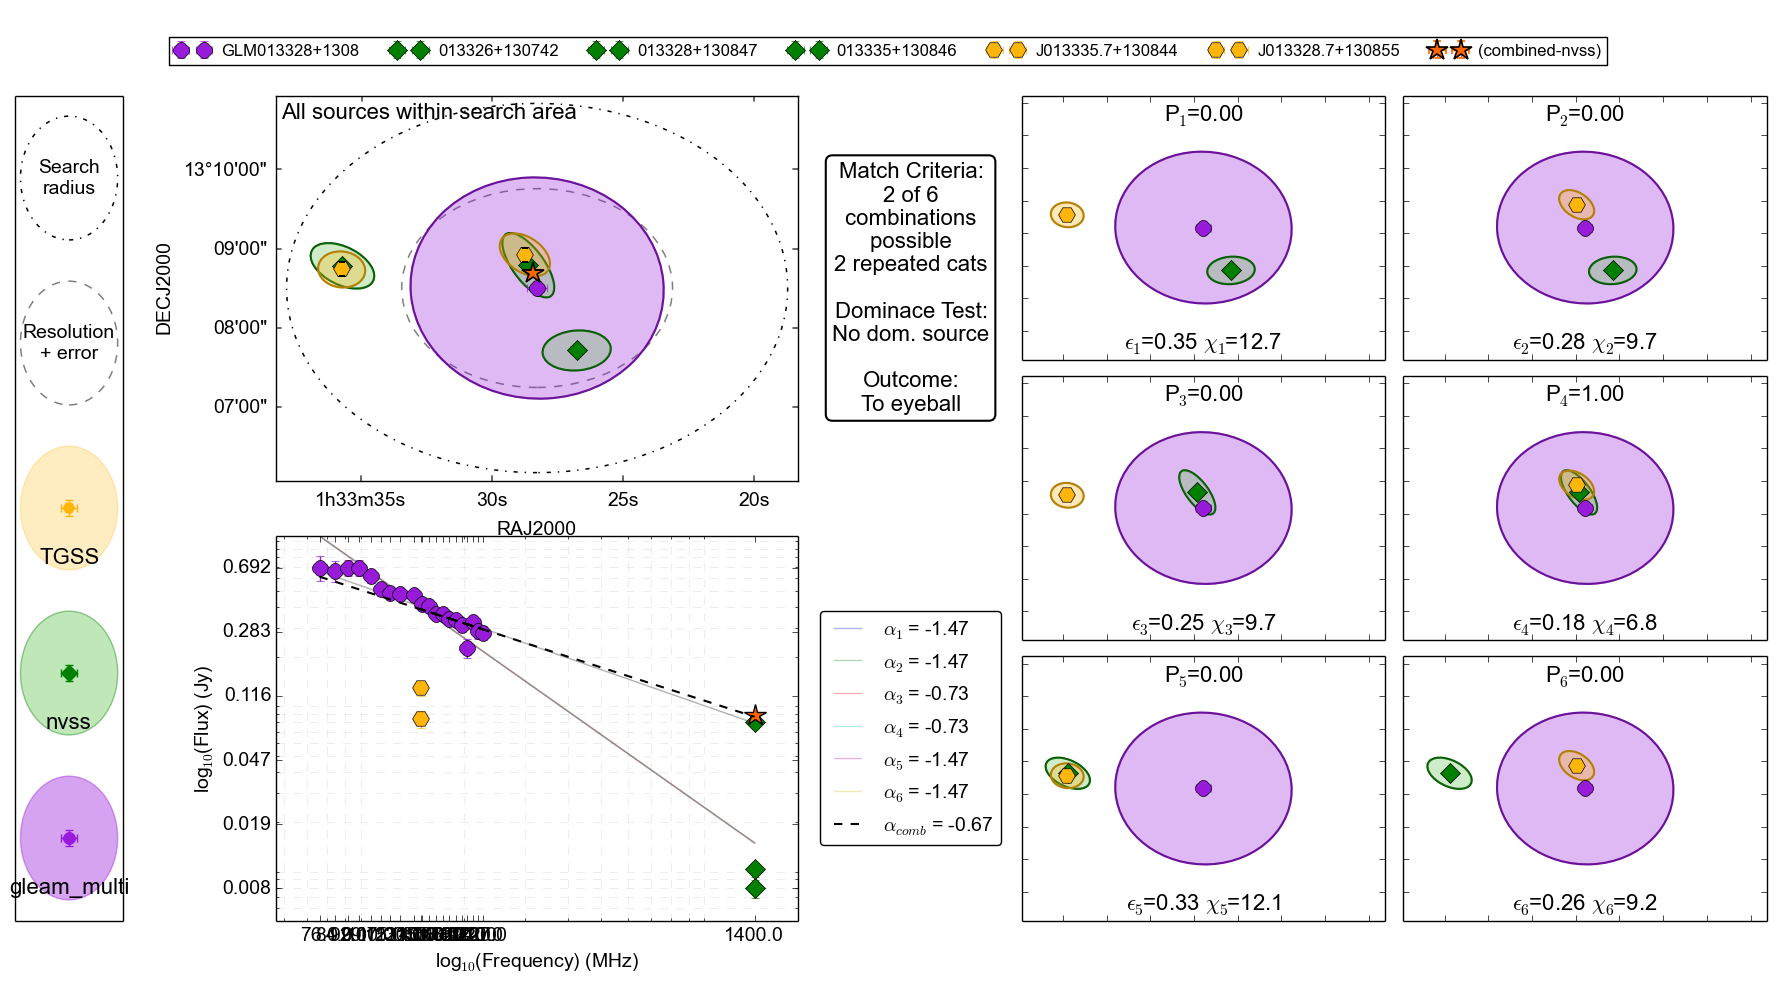 GLM013328+1308 013326+130742 013328+130847 013335+130846 J013335.7+130844 J013328.7+130855 (combined-nvss)
Search
radius
Resolution
+ error
TGSS
nvss
gleam_multi
All sources within search area
13°10'00"
09'00"
08'00"
07'00"
DECJ2000
1h33m35s 30s 25s 20s
RAJ2000
Match Criteria:
2 of 6
combinations
possible
2 repeated cats
Dominace Test:
No dom. source
Outcome:
To eyeball
0.692
0.283
0.116
0.047
0.019
0.008
log10(Flux) (Jy)
1400.0
log10(Frequency) (MHz)
α1 = -1.47
α2 = -1.47
α3 = -0.73
α4 = -0.73
α5 = -1.47
α6 = -1.47
αcomb = -0.67
P1=0.00
ϵ1=0.35 χ1=12.7
P2=0.00
ϵ2=0.28 χ2=9.7
P3=0.00
ϵ3=0.25 χ3=9.7
P4=1.00
ϵ4=0.18 χ4=6.8
P5=0.00
ϵ5=0.33 χ5=12.1
P6=0.00
ϵ6=0.26 χ6=9.2